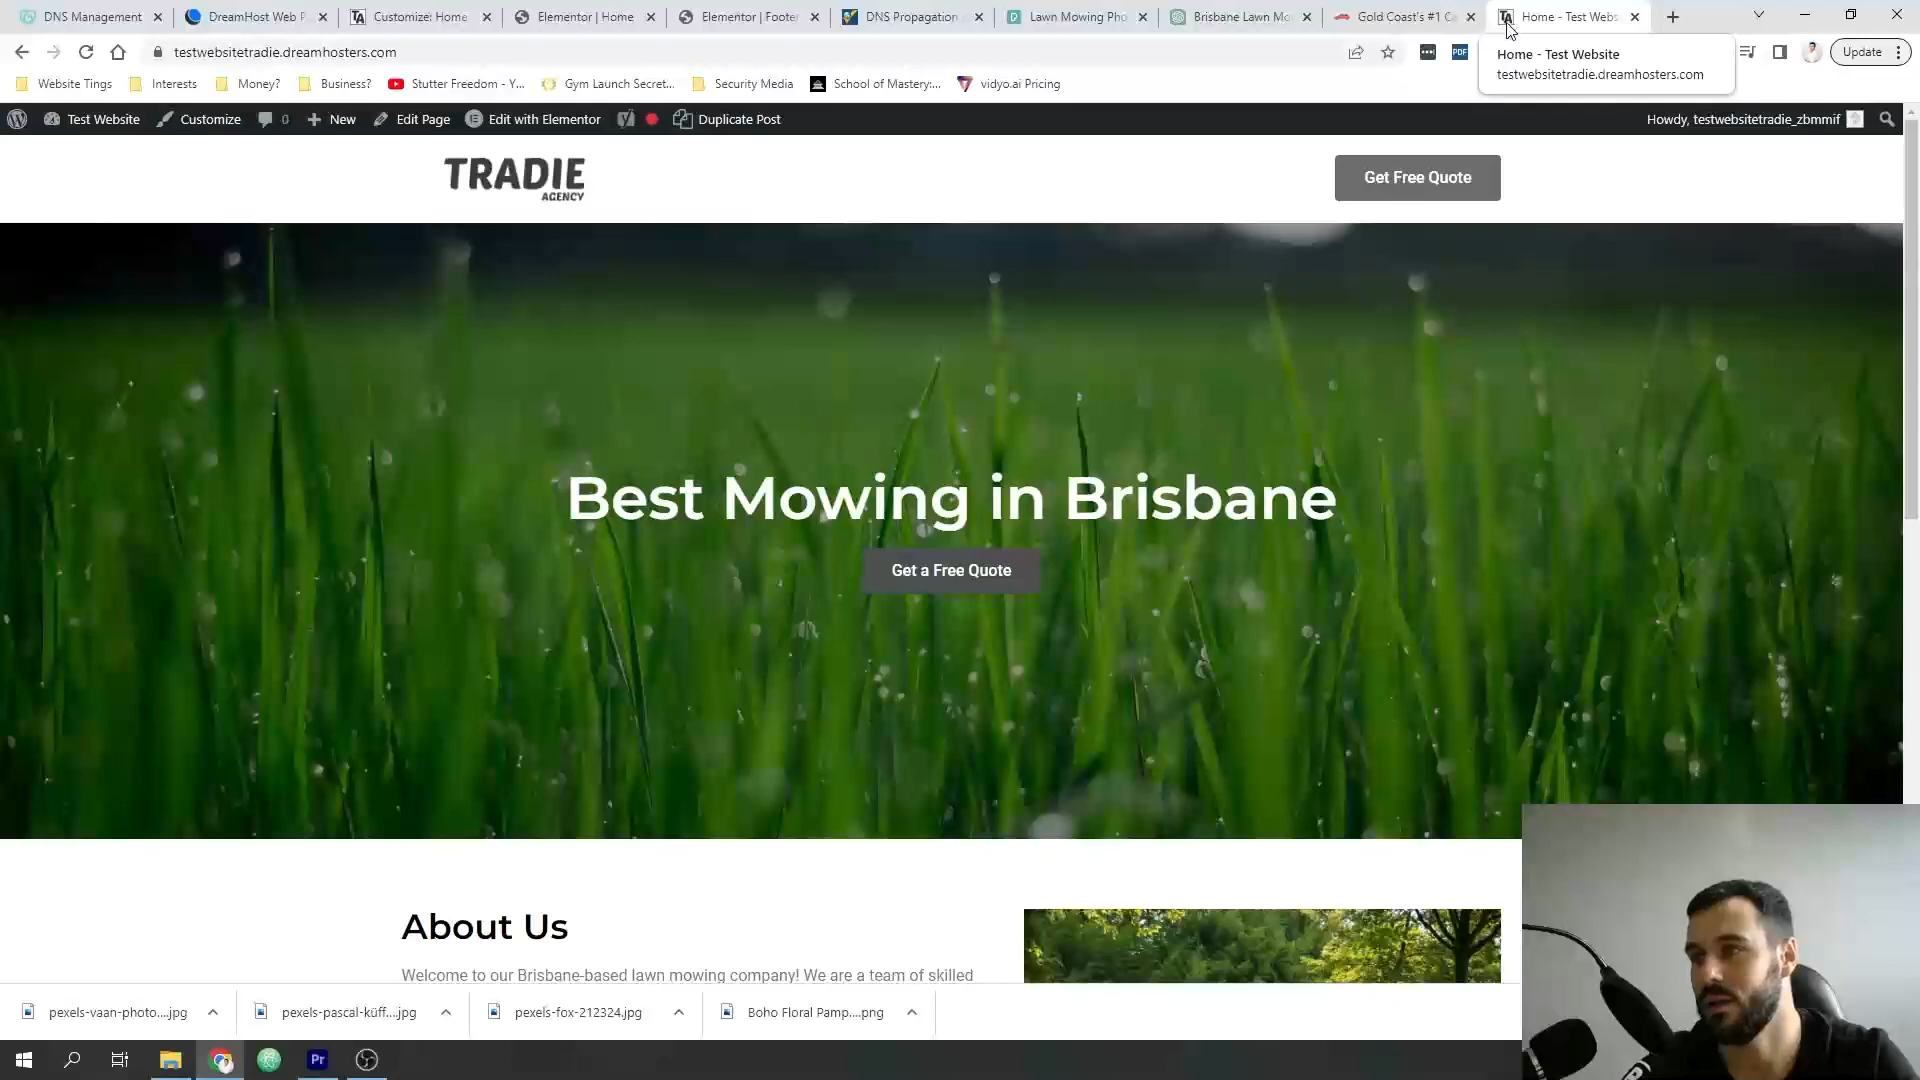 DNS Management
DreamHost Web P
Customize: Home
Elementor | Home
Elementor | Footer
DNS Propagation
Lawn Mowing Pho
Brisbane Lawn Mo
Gold Coast's #1 Ca
Home - Test Webs
testwebsitetradie.dreamhosters.com
PDF
Update
Home - Test Website
testwebsitetradie.dreamhosters.com
Website Tings
Interests
Money?
Business?
Stutter Freedom - Y...
Gym Launch Secret...
Security Media
School of Mastery:...
vidyo.ai Pricing
Test Website
Customize
0
New
Edit Page
Edit with Elementor
Duplicate Post
Howdy, testwebsitetradie_zbmmif
TRADIE
AGENCY
Get Free Quote
Best Mowing in Brisbane
Get a Free Quote
About Us
Welcome to our Brisbane-based lawn mowing company! We are a team of skilled
pexels-vaan-photo....jpg
pexels-pascal-küff....jpg
pexels-fox-212324.jpg
Boho Floral Pamp....png
Pr